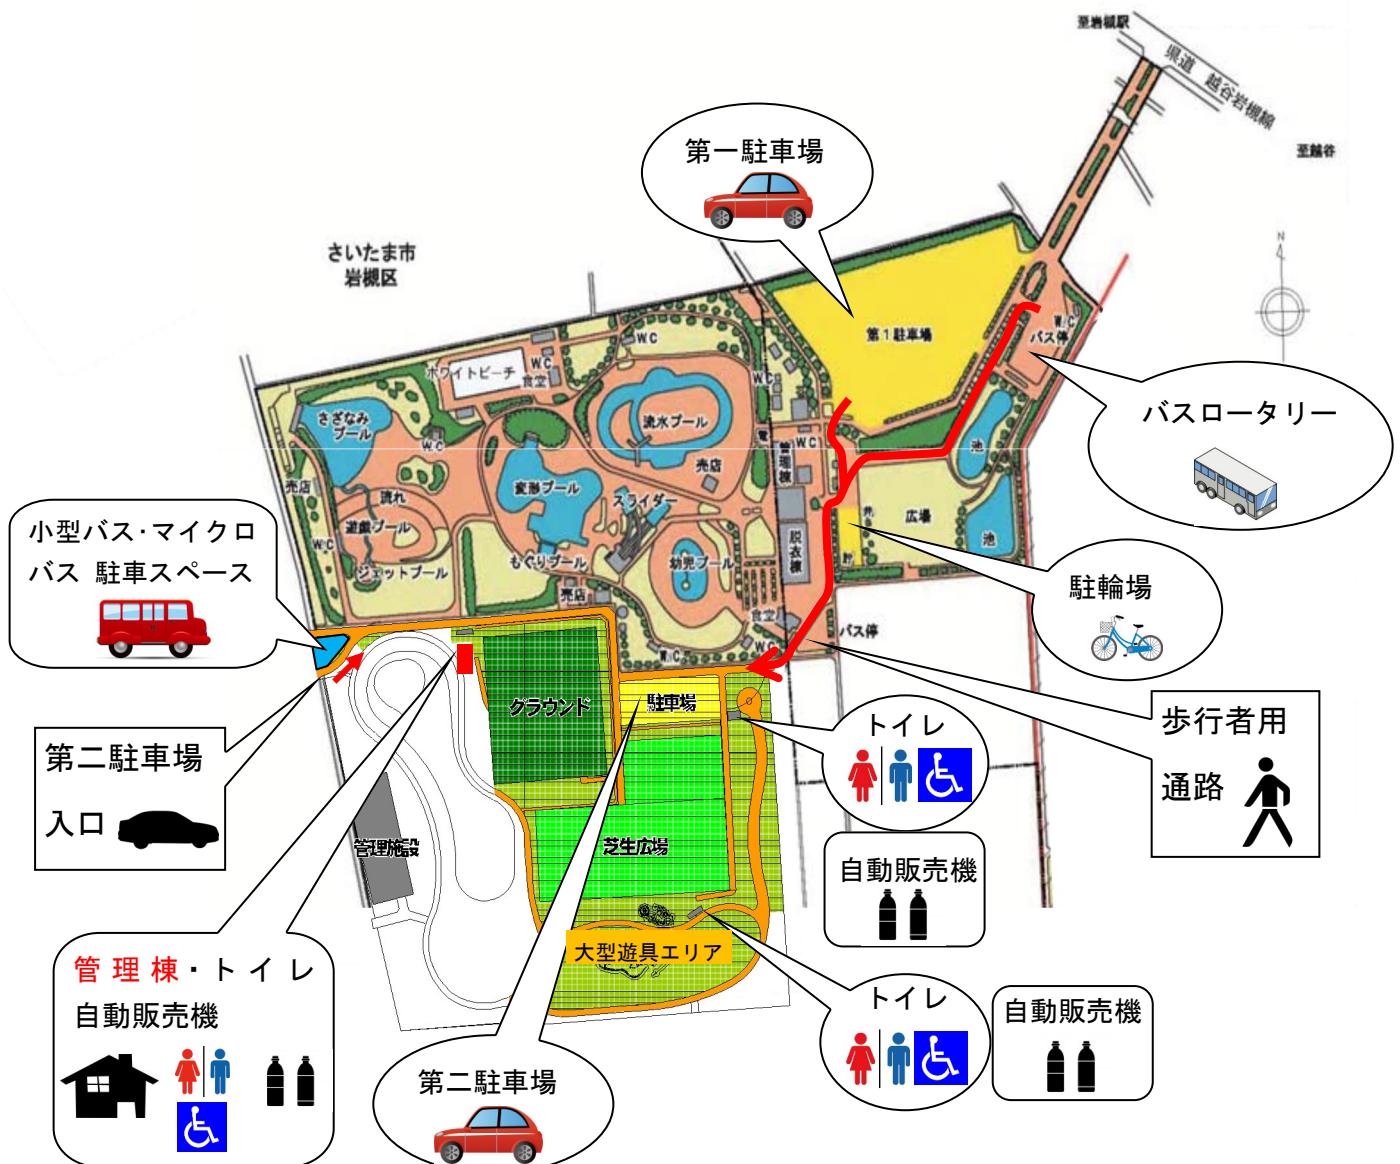 至岩槻駅
県道 越谷岩槻線
至越谷
第一駐車場
さいたま市
岩槻区
N
第1駐車場
W.C
バス停
バスロータリー
W.C
W.C
ホワイトビーチ
食堂
W.C
さざなみ
プール
流水プール
W.C
W.C
管理棟
売店
池
売店
変形プール
スライダー
流れ
遊戯プール
広場
池
W.C
ジェットプール
もぐりプール
幼児プール
脱衣棟
売店
食堂
バス停
W.C
W.C
小型バス・マイクロ
バス 駐車スペース
駐輪場
グラウンド
駐車場
トイレ
歩行者用
通路
第二駐車場
入口
管理施設
芝生広場
自動販売機
大型遊具エリア
管理棟・トイレ
自動販売機
トイレ
自動販売機
第二駐車場